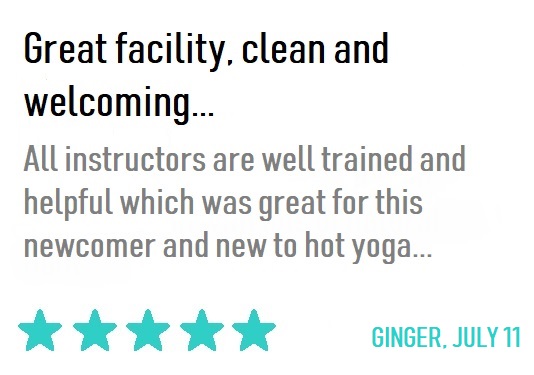 Great facility, clean and
welcoming...
All instructors are well trained and
helpful which was great for this
newcomer and new to hot yoga...
GINGER, JULY 11